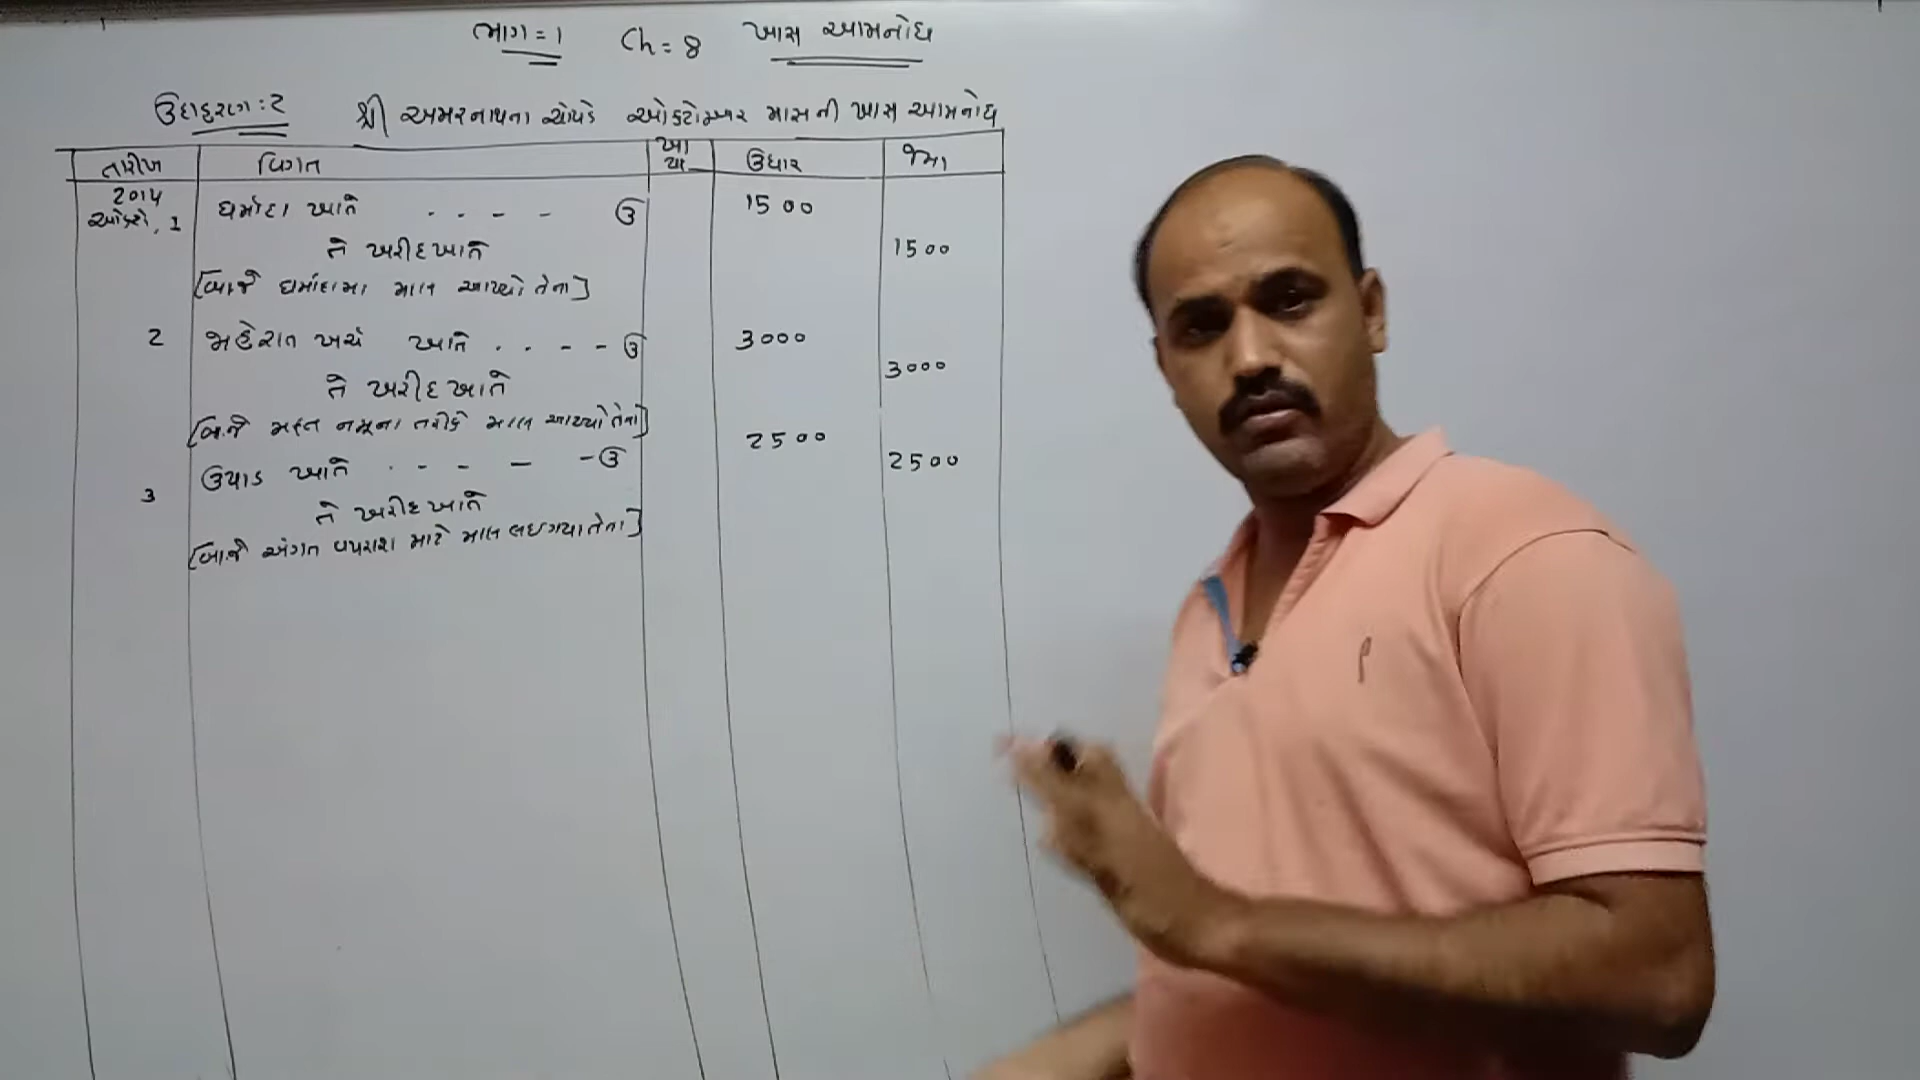 ભાગ = 1 Ch = 8 ખાસ આમનોંધ
ઉદાહરણ : 2 શ્રી અમરનાથના ચોપડે ઓક્ટોમ્બર માસની ખાસ આમનોંધ
તારીખ વિગત ખા પા ઉધાર જમા
2014
ઓક્ટો, 1 ધર્માદા ખાતે . . - - ઉ 1500
તે ખરીદ ખાતે 1500
[બા.જે ધર્માદામા માલ આપ્યો તેના]
2 જાહેરાત ખર્ચ ખાતે . . - - ઉ 3000
તે ખરીદ ખાતે 3000
[બા.જે મફત નમૂના તરીકે માલ આપ્યો તેના]
3 ઉપાડ ખાતે . - - - - ઉ 2500
તે ખરીદ ખાતે 2500
[બા.જે અંગત વપરાશ માટે માલ લઇ ગયા તેના]